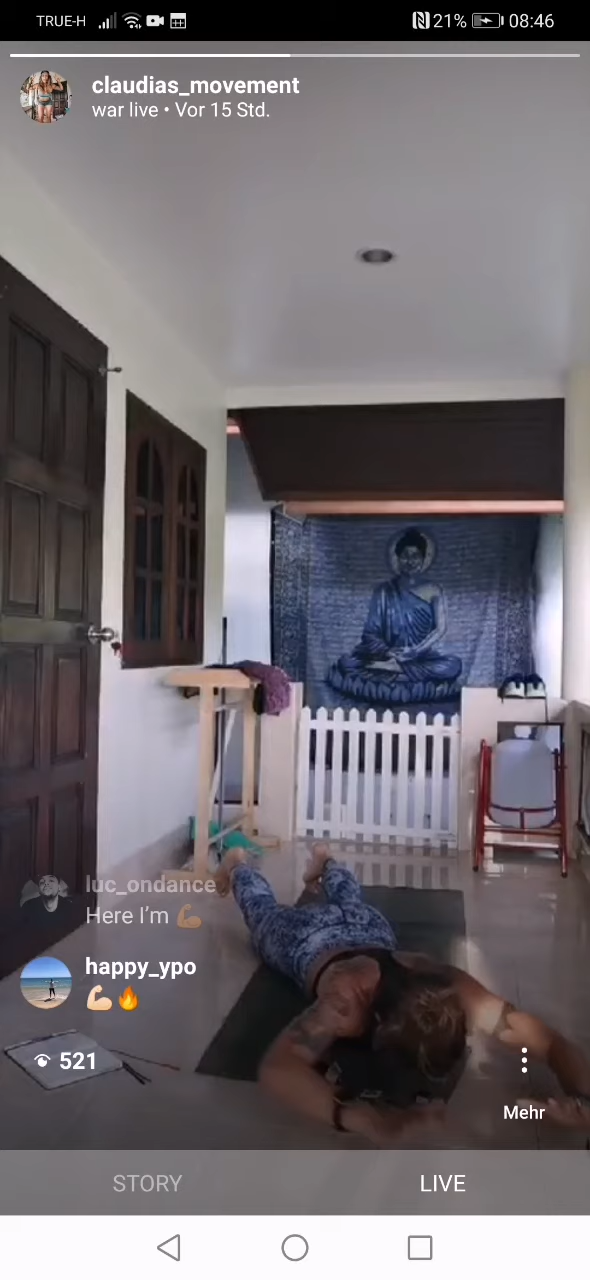 TRUE-H 21% 08:46
claudias_movement
war live • Vor 15 Std.
luc_ondance
Here I'm 💪
happy_ypo
💪🔥
521
Mehr
STORY LIVE